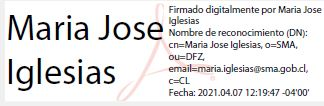 Maria Jose
Iglesias
Firmado digitalmente por Maria Jose
Iglesias
Nombre de reconocimiento (DN):
cn=Maria Jose Iglesias, o=SMA,
ou=DFZ,
email=maria.iglesias@sma.gob.cl,
c=CL
Fecha: 2021.04.07 12:19:47 -04'00'